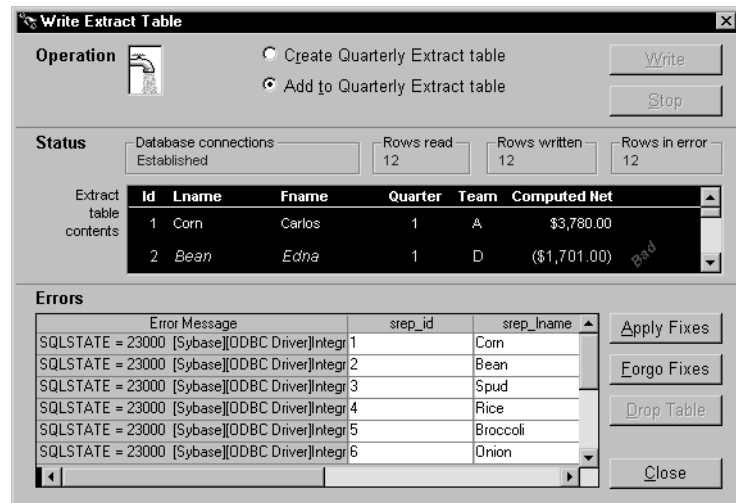 Write Extract Table
Operation
Create Quarterly Extract table
Add to Quarterly Extract table
Write
Stop
Status
Database connections
Established
Rows read
12
Rows written
12
Rows in error
12
Extract
table
contents
Id Lname Fname Quarter Team Computed Net
1 Corn Carlos 1 A $3,780.00
2 Bean Edna 1 D ($1,701.00) Bad
Errors
Error Message srep_id srep_lname
SQLSTATE = 23000 [Sybase][ODBC Driver]Integr 1 Corn
SQLSTATE = 23000 [Sybase][ODBC Driver]Integr 2 Bean
SQLSTATE = 23000 [Sybase][ODBC Driver]Integr 3 Spud
SQLSTATE = 23000 [Sybase][ODBC Driver]Integr 4 Rice
SQLSTATE = 23000 [Sybase][ODBC Driver]Integr 5 Broccoli
SQLSTATE = 23000 [Sybase][ODBC Driver]Integr 6 Onion
Apply Fixes
Forgo Fixes
Drop Table
Close